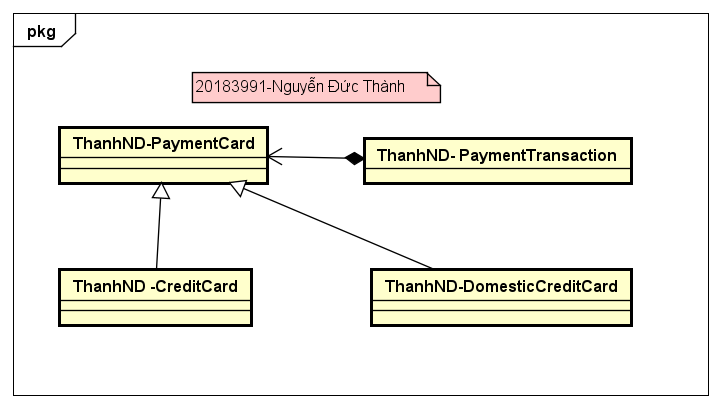 pkg
20183991-Nguyễn Đức Thành
ThanhND-PaymentCard
ThanhND- PaymentTransaction
ThanhND -CreditCard
ThanhND-DomesticCreditCard